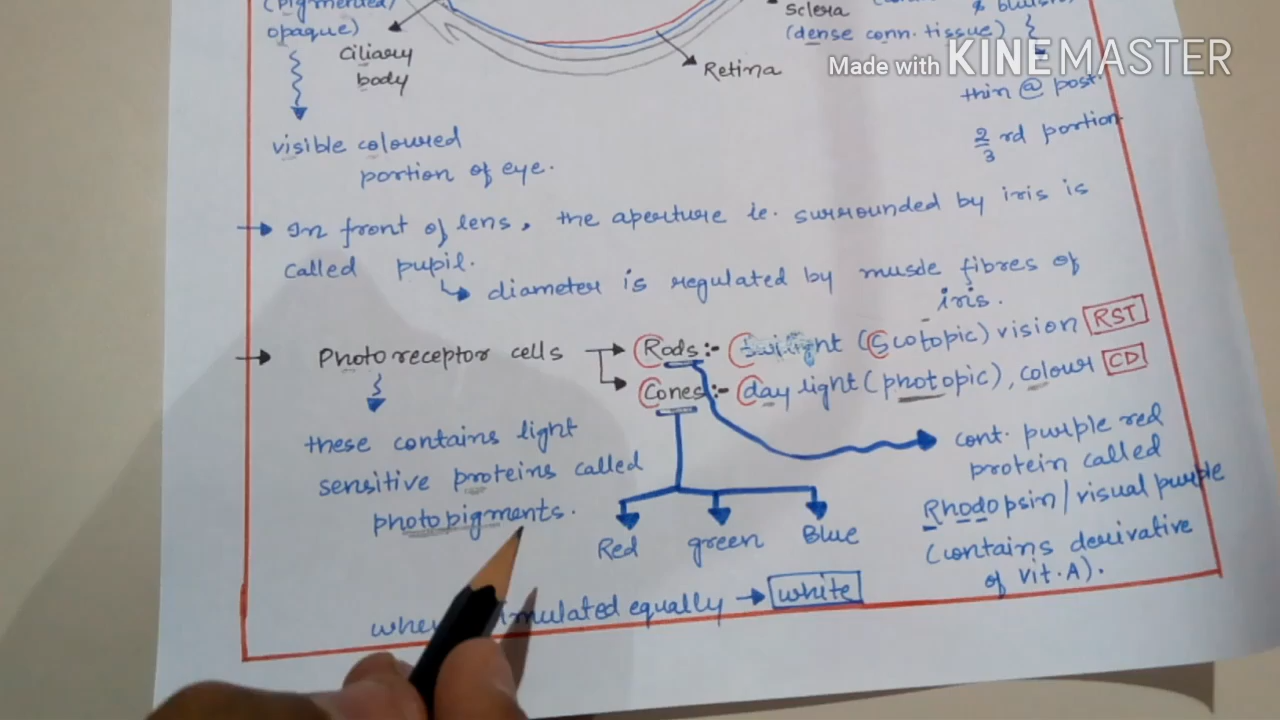 (pigmented/
opaque)
Ciliary
body
Retina
Sclera
(dense conn. tissue)
Made with KINEMASTER
thin @ post.
2/3 rd portion
visible coloured
portion of eye.
In front of lens, the aperture ie. surrounded by iris is
called pupil.
diameter is regulated by muscle fibres of
iris.
Photoreceptor cells
Rods :- twilight (Scotopic) vision RST
Cones :- day light (photopic), colour CD
these contains light
sensitive proteins called
photopigments.
Red green Blue
cont. purple red
protein called
Rhodopsin / visual purple
(contains derivative
of vit. A).
equally → white